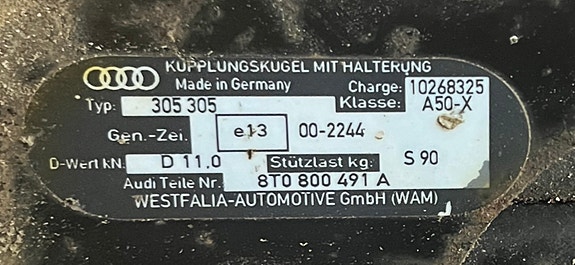 KUPPLUNGSKUGEL MIT HALTERUNG
Made in Germany Charge: 10268325
Typ: 305 305 Klasse: A50-X
Gen.-Zei. e13 00-2244
D-Wert kN: D 11.0 Stützlast kg: S 90
Audi Teile Nr. 8T0 800 491 A
WESTFALIA-AUTOMOTIVE GmbH (WAM)